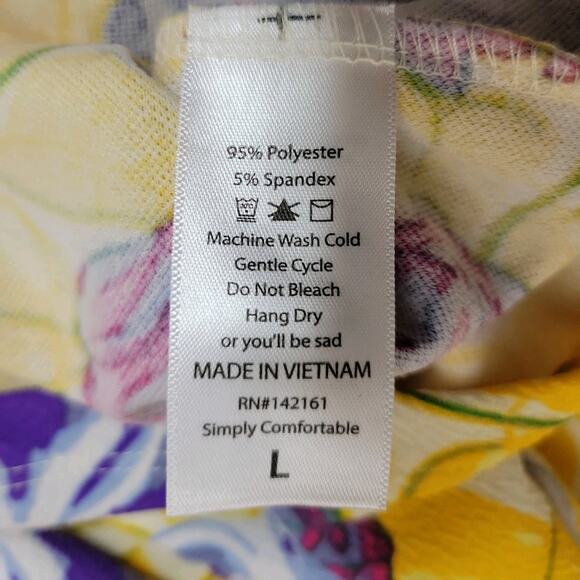 95% Polyester
5% Spandex
30°C
Machine Wash Cold
Gentle Cycle
Do Not Bleach
Hang Dry
or you'll be sad
MADE IN VIETNAM
RN#142161
Simply Comfortable
L